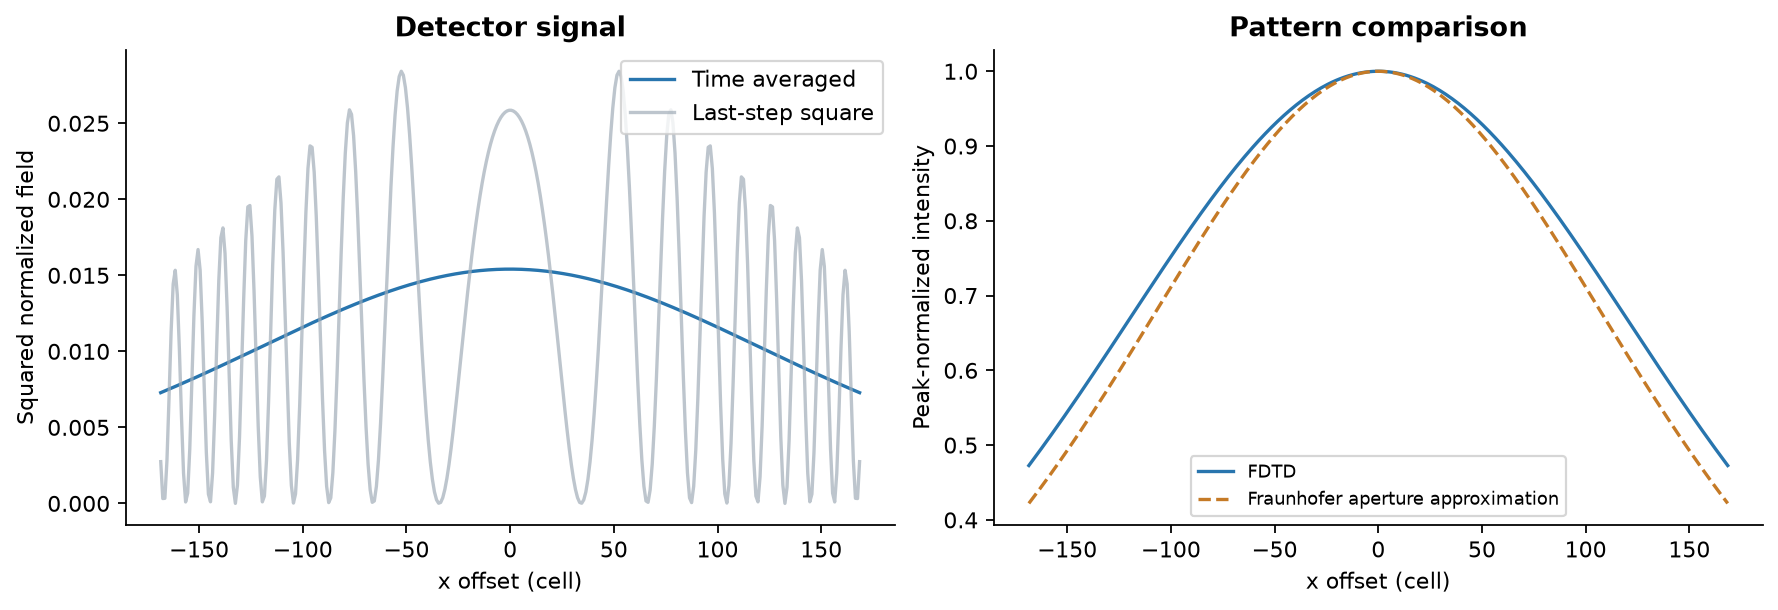 Detector signal
Squared normalized field
0.025
0.020
0.015
0.010
0.005
0.000
Time averaged
Last-step square
−150
−100
−50
0
50
100
150
x offset (cell)
Pattern comparison
Peak-normalized intensity
1.0
0.9
0.8
0.7
0.6
0.5
0.4
FDTD
Fraunhofer aperture approximation
−150
−100
−50
0
50
100
150
x offset (cell)